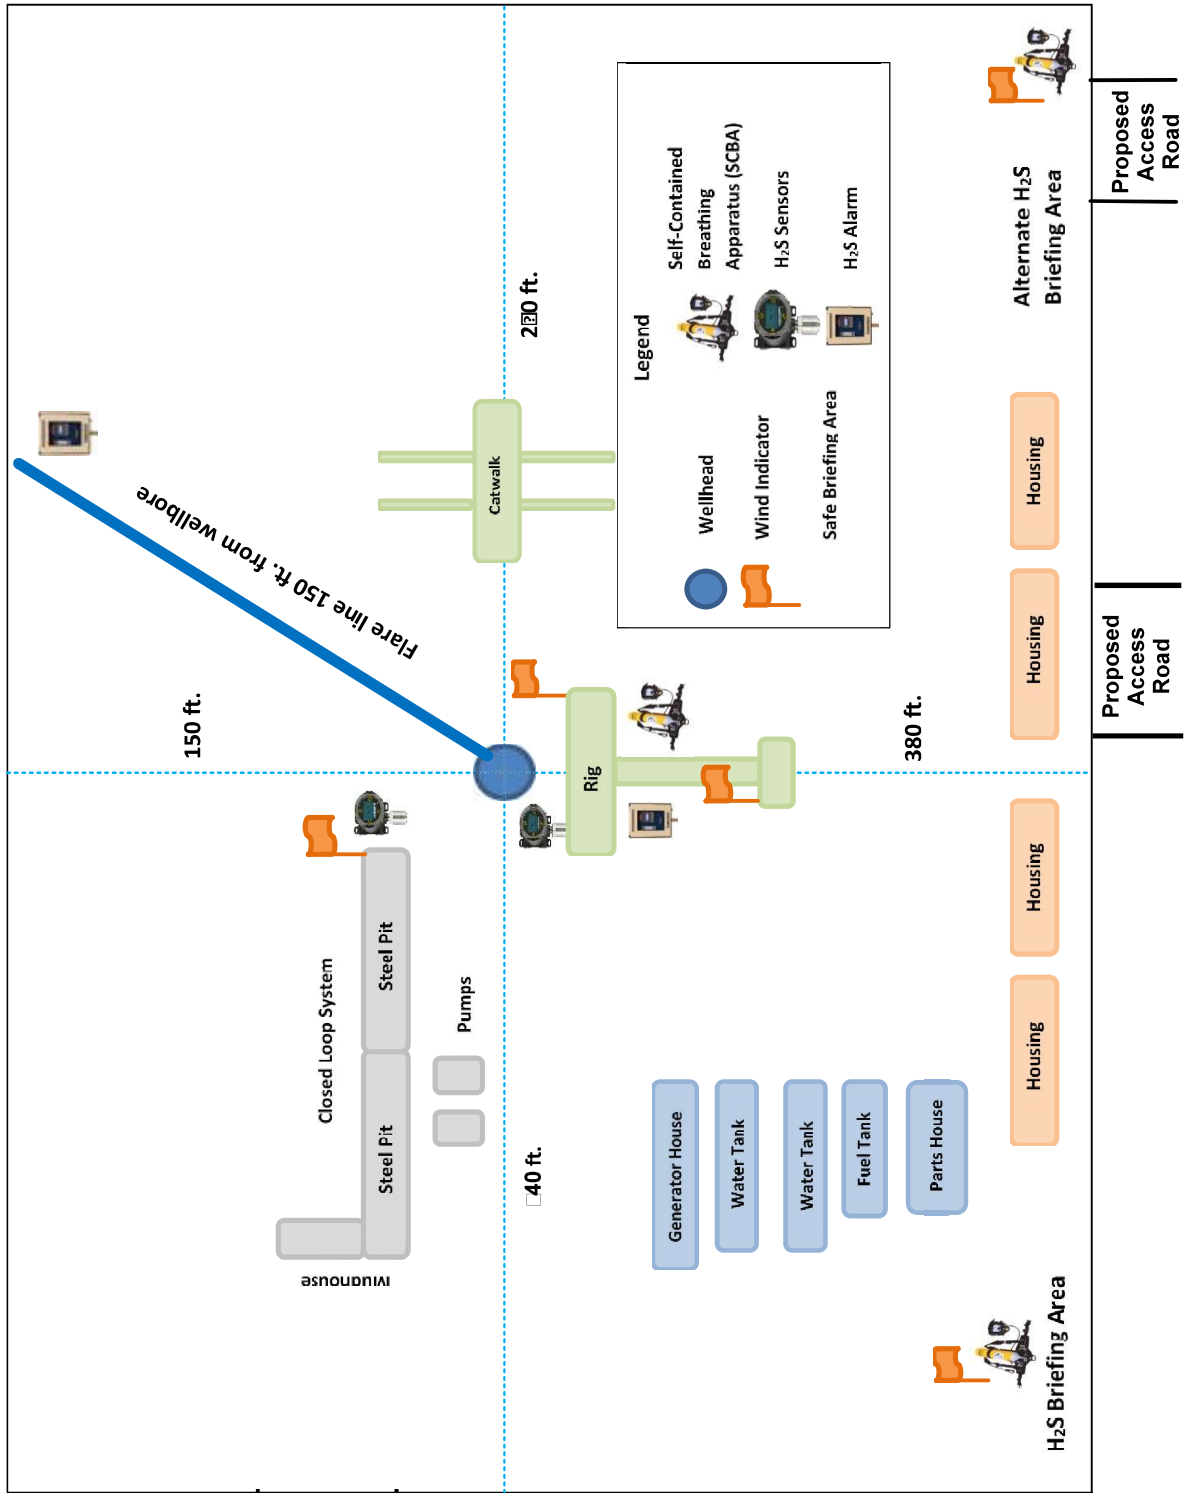 Flare line 150 ft. from wellbore
150 ft.
Catwalk
Legend
Self-Contained
Breathing
Apparatus (SCBA)
H₂S Sensors
H₂S Alarm
Wellhead
Wind Indicator
Safe Briefing Area
Alternate H₂S
Briefing Area
Proposed
Access
Road
Proposed
Access
Road
Rig
380 ft.
Closed Loop System
Steel Pit
Steel Pit
Pumps
Generator House
Water Tank
Water Tank
Fuel Tank
Parts House
Housing
Housing
Housing
Housing
H₂S Briefing Area